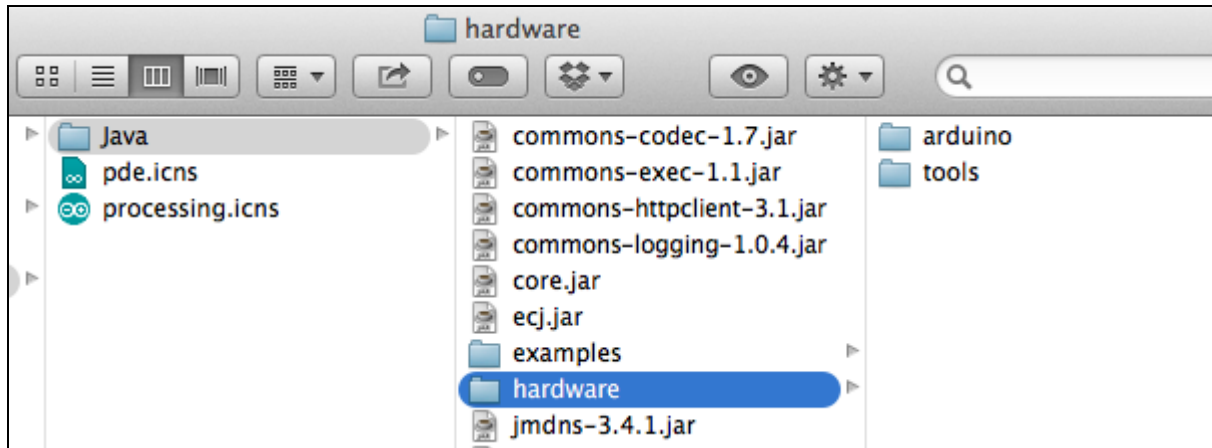 hardware
Java
pde.icns
processing.icns
commons-codec-1.7.jar
commons-exec-1.1.jar
commons-httpclient-3.1.jar
commons-logging-1.0.4.jar
core.jar
ecj.jar
examples
hardware
jmdns-3.4.1.jar
arduino
tools